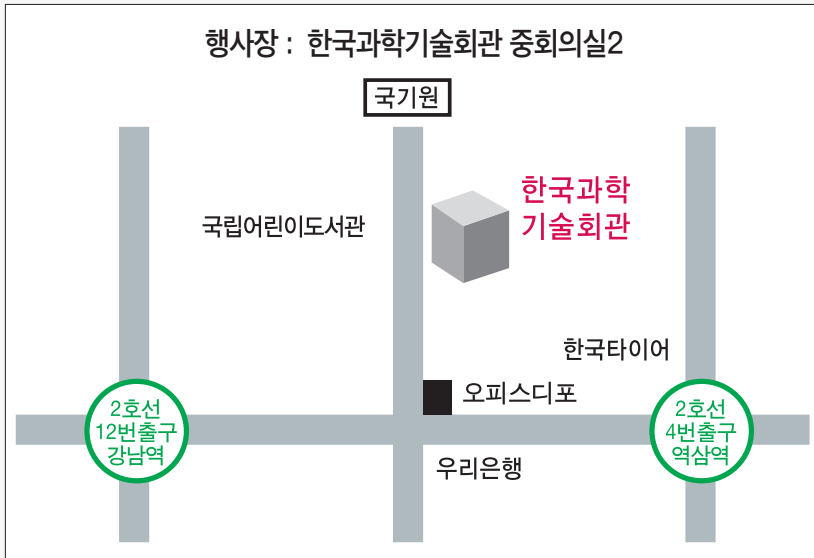 행사장 : 한국과학기술회관 중회의실2
국기원
한국과학
기술회관
국립어린이도서관
한국타이어
오피스디포
2호선
12번출구
강남역
2호선
4번출구
역삼역
우리은행